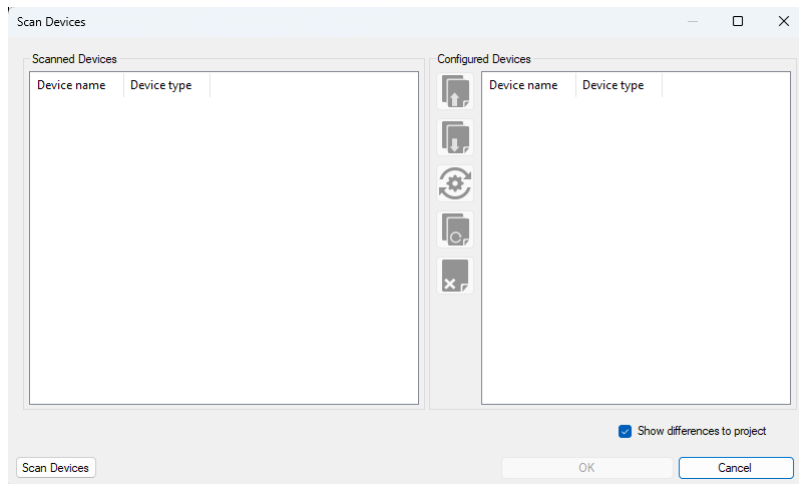 Scan Devices
Scanned Devices
Configured Devices
Device name Device type
Device name Device type
Show differences to project
Scan Devices
OK
Cancel